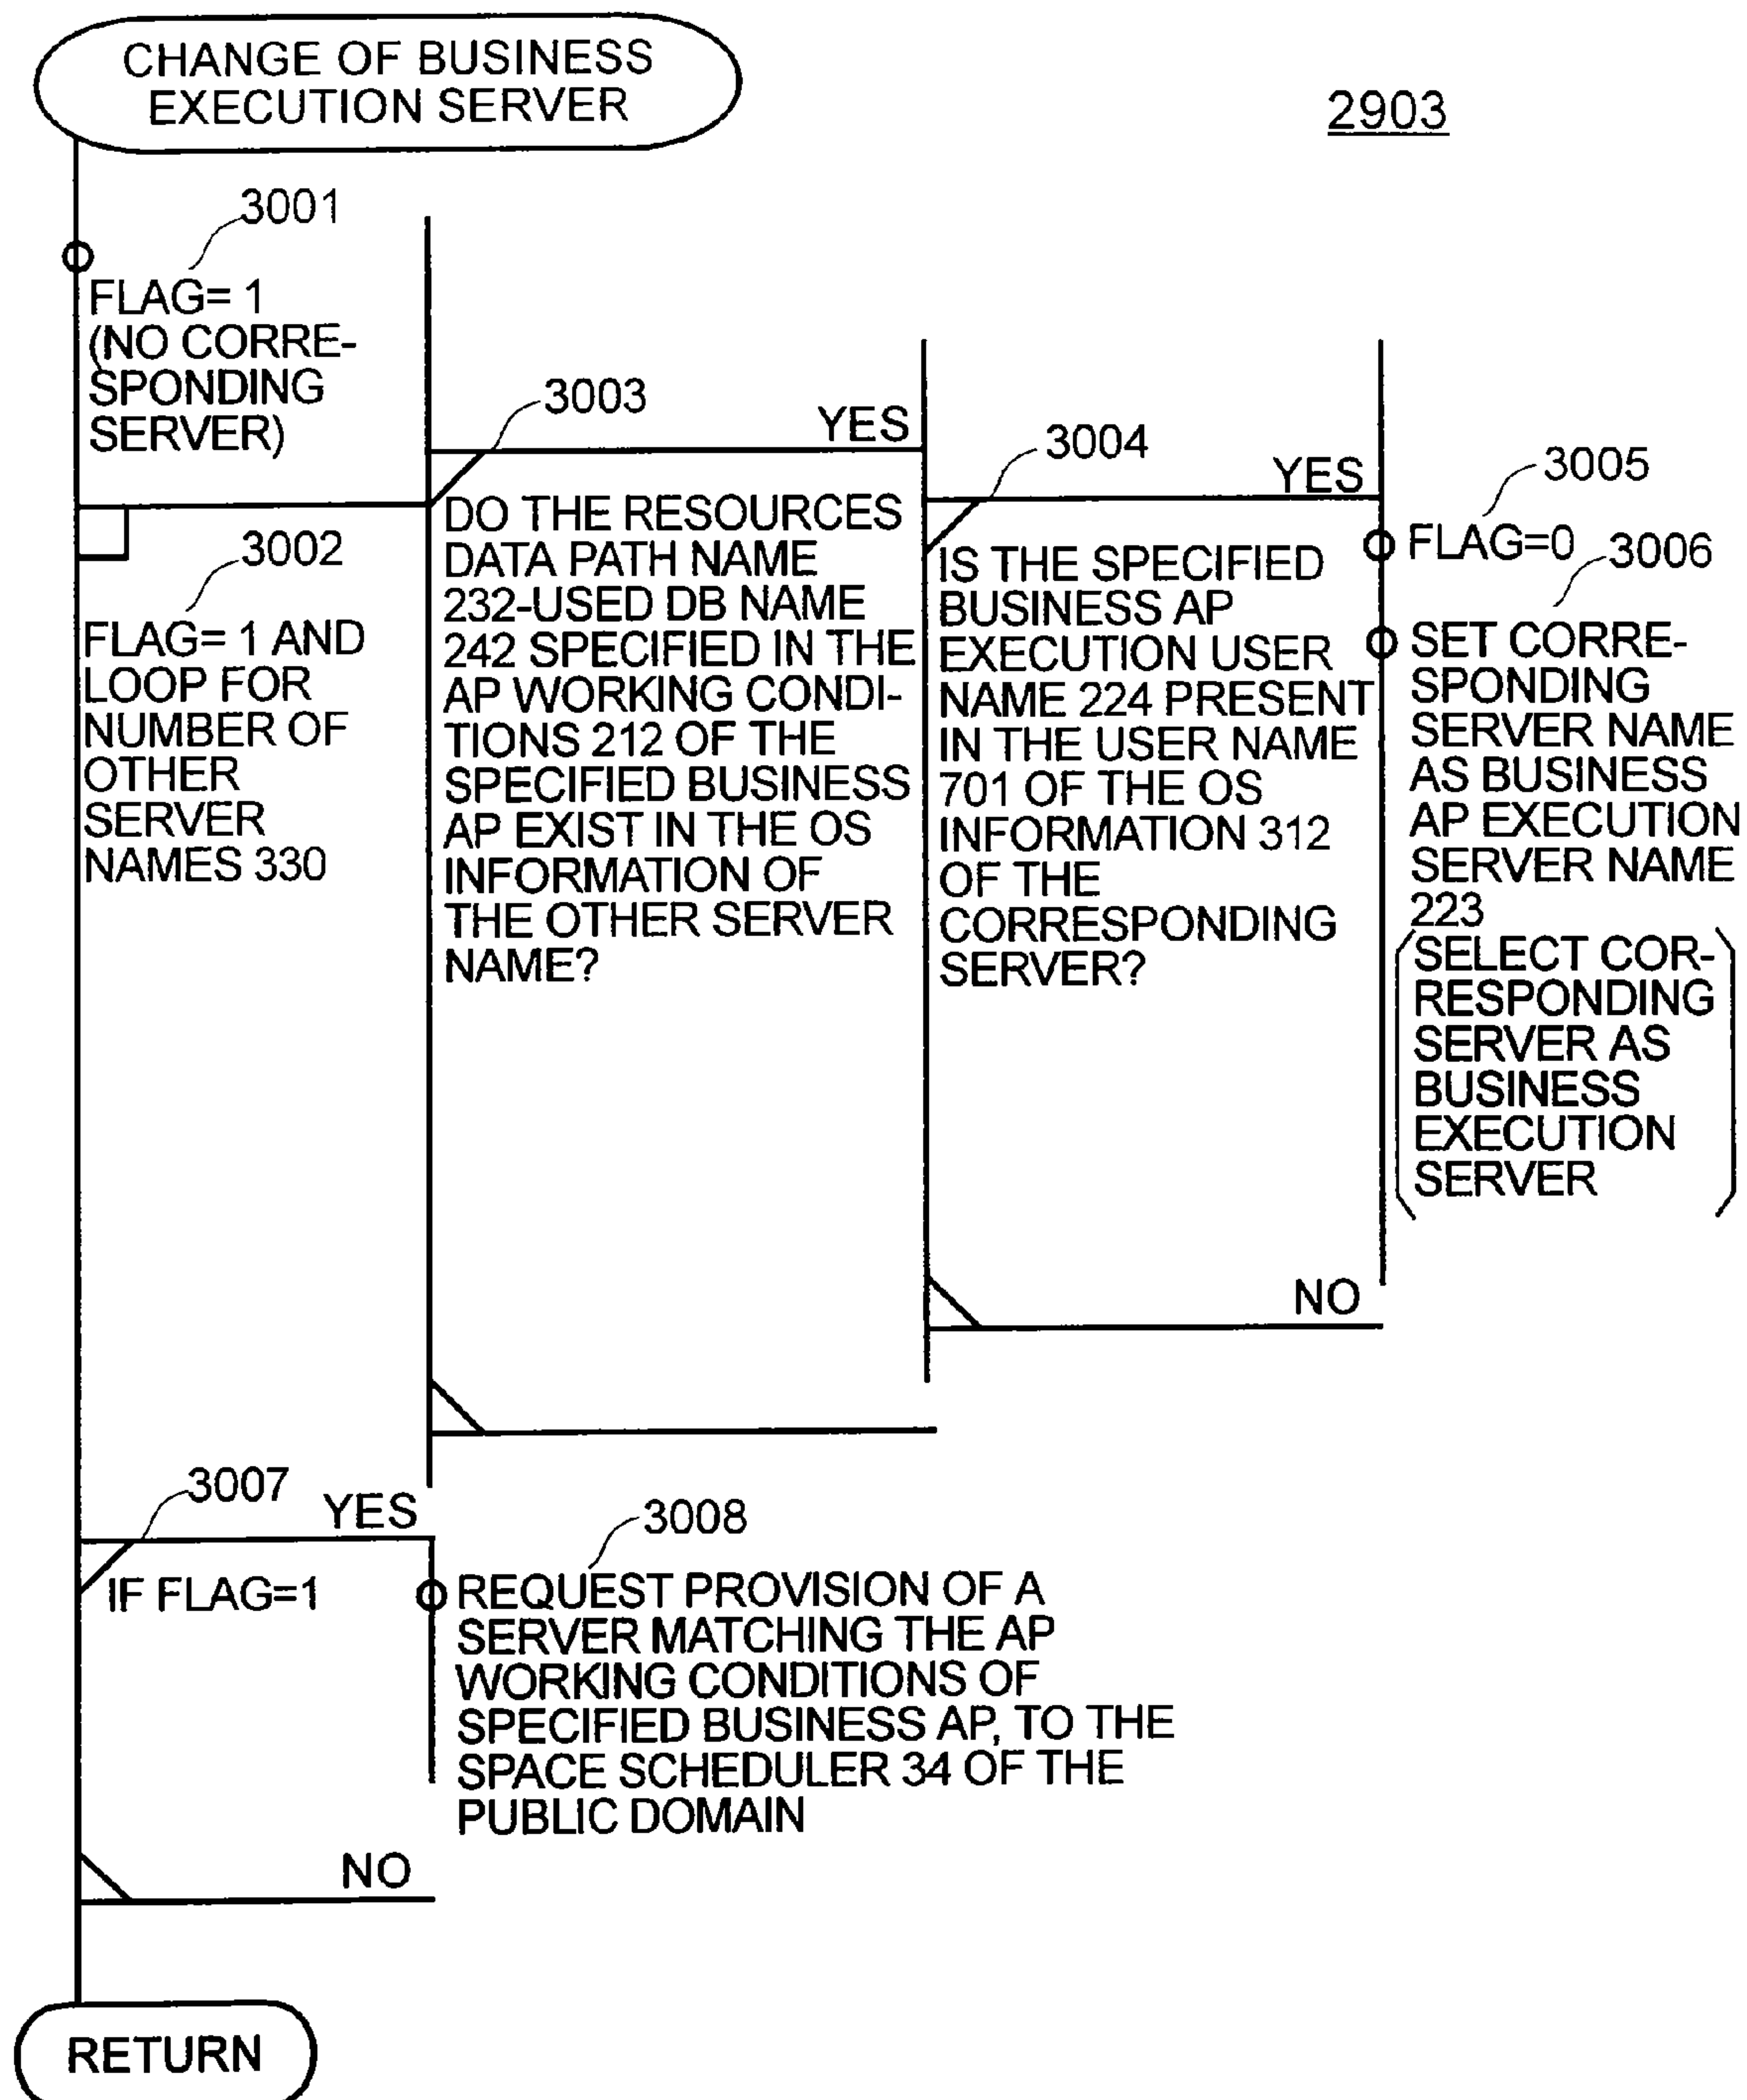 CHANGE OF BUSINESS
EXECUTION SERVER
2903
3001
FLAG= 1
(NO CORRE-
SPONDING
SERVER)
3002
FLAG= 1 AND
LOOP FOR
NUMBER OF
OTHER
SERVER
NAMES 330
3003
YES
DO THE RESOURCES
DATA PATH NAME
232-USED DB NAME
242 SPECIFIED IN THE
AP WORKING CONDI-
TIONS 212 OF THE
SPECIFIED BUSINESS
AP EXIST IN THE OS
INFORMATION OF
THE OTHER SERVER
NAME?
3004
YES
IS THE SPECIFIED
BUSINESS AP
EXECUTION USER
NAME 224 PRESENT
IN THE USER NAME
701 OF THE OS
INFORMATION 312
OF THE
CORRESPONDING
SERVER?
3005
FLAG=0
3006
SET CORRE-
SPONDING
SERVER NAME
AS BUSINESS
AP EXECUTION
SERVER NAME
223
(SELECT COR-
RESPONDING
SERVER AS
BUSINESS
EXECUTION
SERVER)
NO
3007
YES
IF FLAG=1
3008
REQUEST PROVISION OF A
SERVER MATCHING THE AP
WORKING CONDITIONS OF
SPECIFIED BUSINESS AP, TO THE
SPACE SCHEDULER 34 OF THE
PUBLIC DOMAIN
NO
RETURN